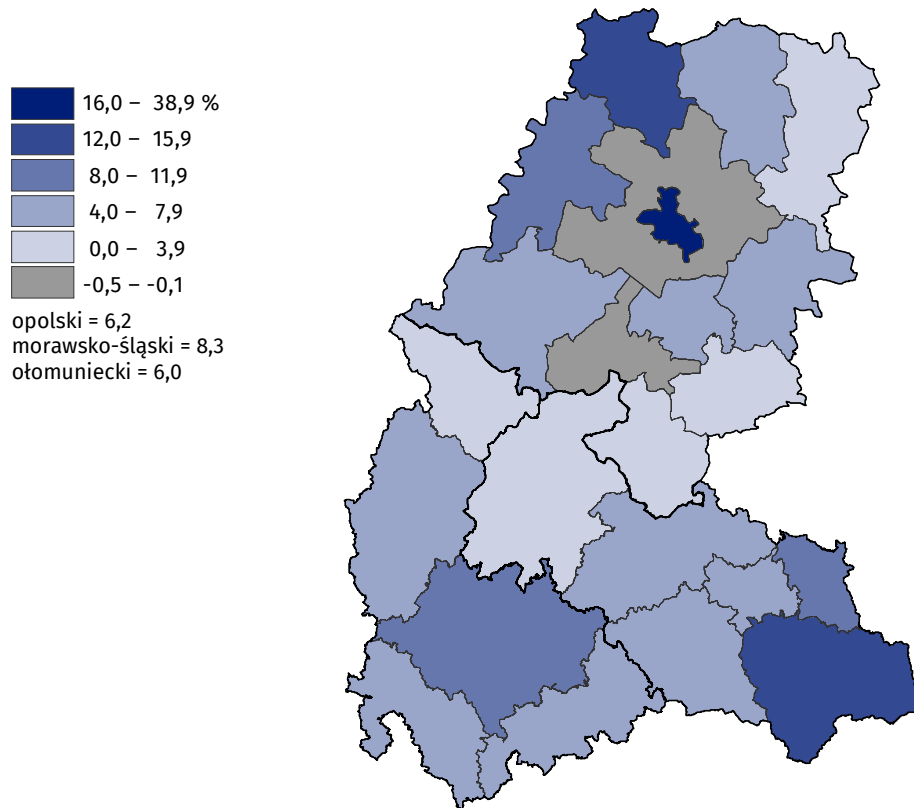 16,0 – 38,9 %
12,0 – 15,9
8,0 – 11,9
4,0 – 7,9
0,0 – 3,9
-0,5 – -0,1
opolski = 6,2
morawsko-śląski = 8,3
ołomuniecki = 6,0